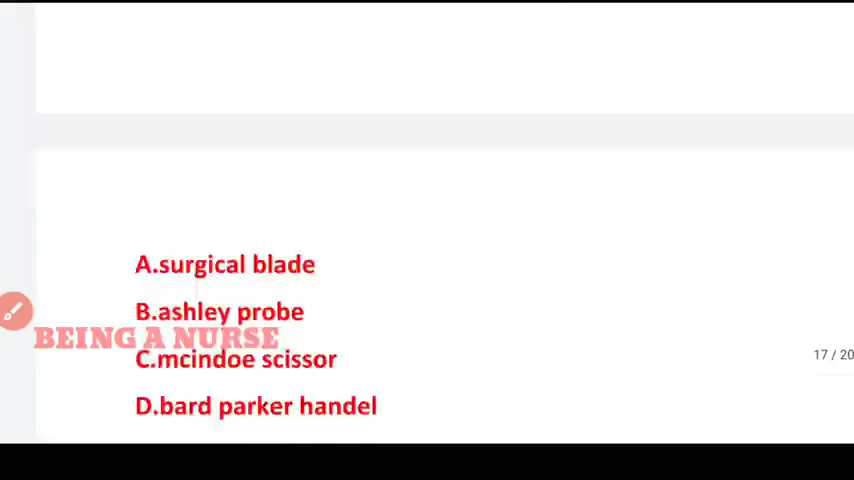 A.surgical blade
B.ashley probe
BEING A NURSE
C.mcindoe scissor
17 / 20
D.bard parker handel